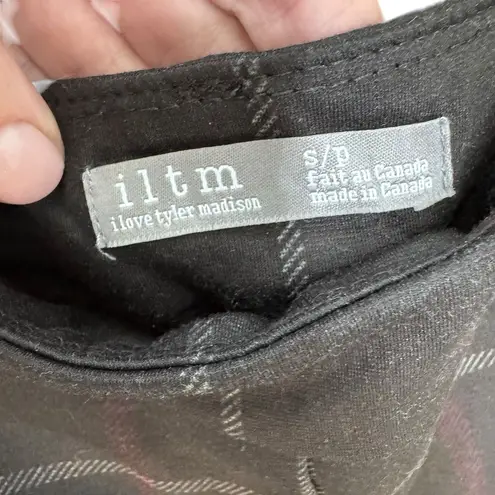 iltm
i love tyler madison
s/p
fait au Canada
made in Canada